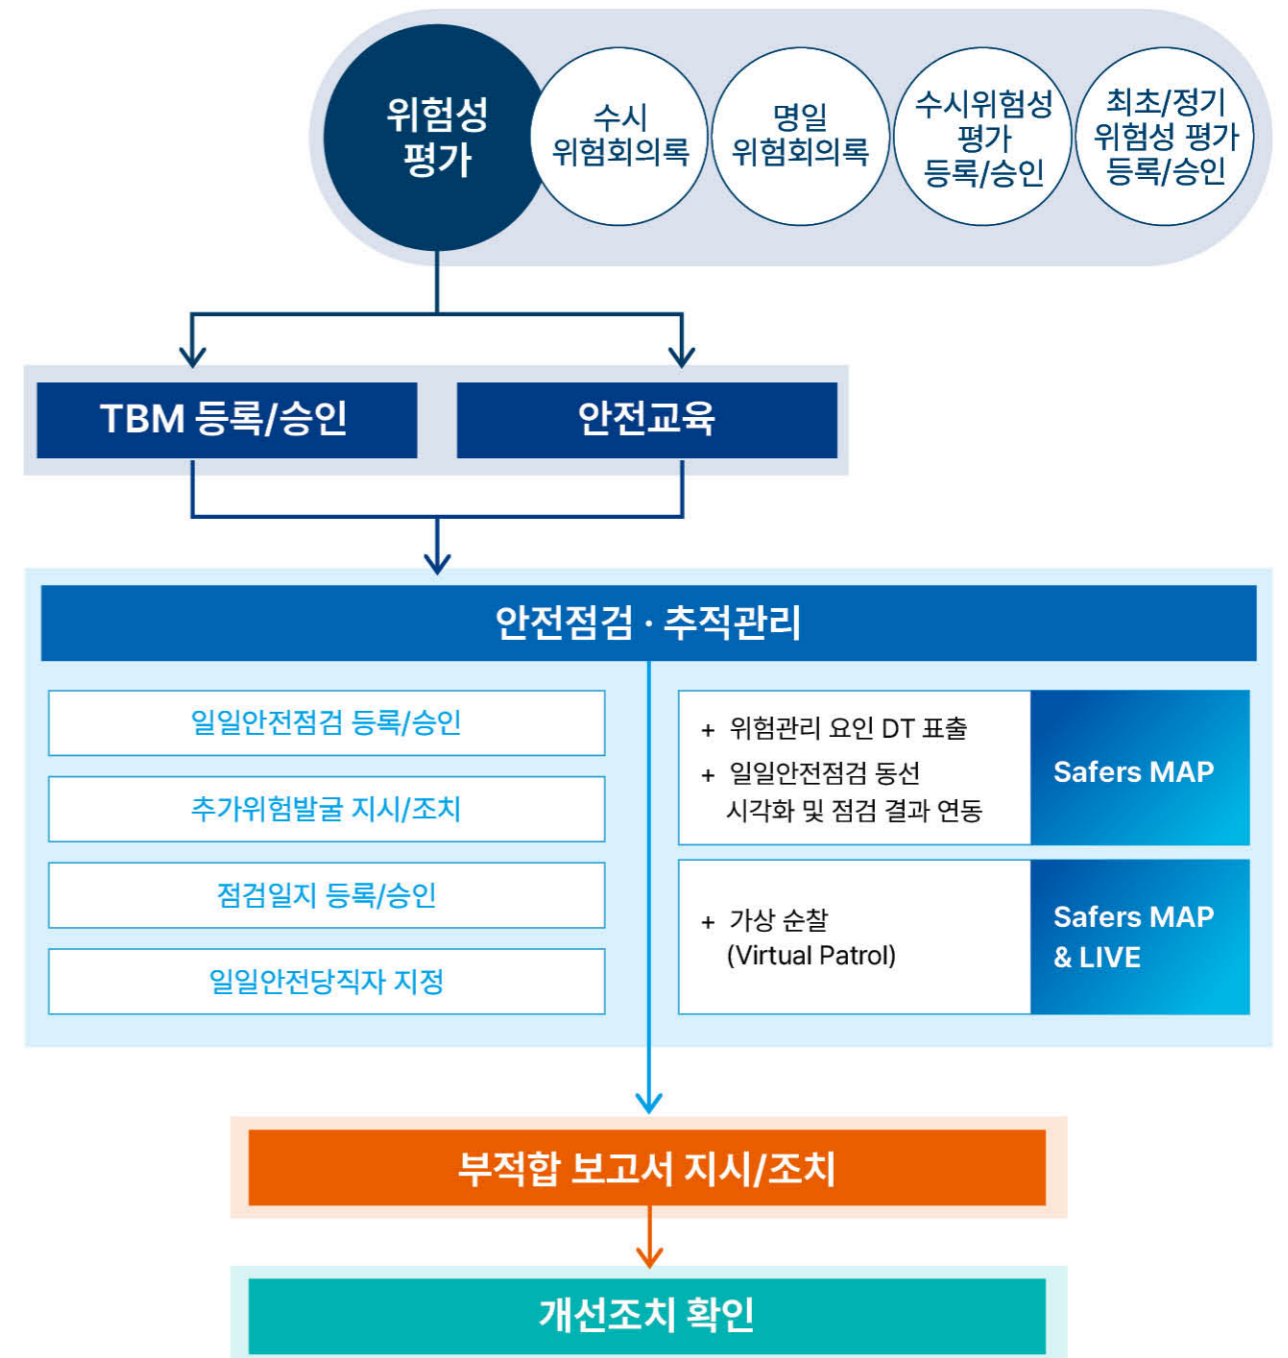 위험성
평가
수시
위험회의록
명일
위험회의록
수시위험성
평가
등록/승인
최초/정기
위험성 평가
등록/승인
TBM 등록/승인
안전교육
안전점검 · 추적관리
일일안전점검 등록/승인
추가위험발굴 지시/조치
점검일지 등록/승인
일일안전당직자 지정
+ 위험관리 요인 DT 표출
+ 일일안전점검 동선
시각화 및 점검 결과 연동
Safers MAP
+ 가상 순찰
(Virtual Patrol)
Safers MAP
& LIVE
부적합 보고서 지시/조치
개선조치 확인